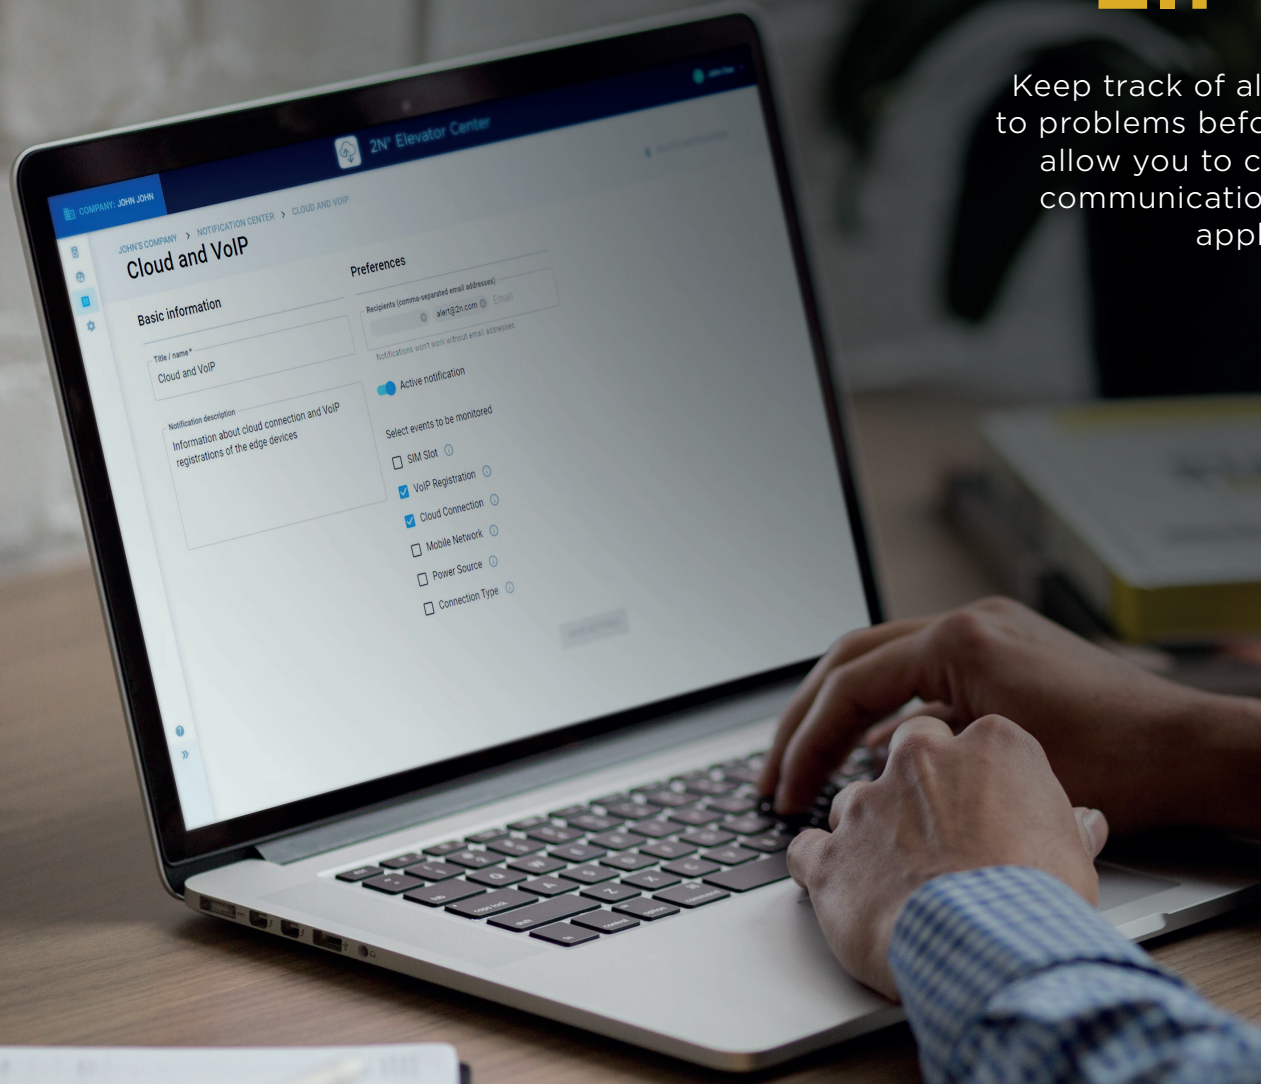 Keep track of al
to problems befo
allow you to c
communicatio
appl
2N® Elevator Center
COMPANY: JOHN JOHN
JOHN'S COMPANY > NOTIFICATION CENTER > CLOUD AND VOIP
Cloud and VoIP
Basic information
Title / name *
Cloud and VoIP
Notification description
Information about cloud connection and VoIP
registrations of the edge devices
Preferences
Recipients (comma-separated email addresses)
alert@2n.com Email
Notifications won't work without email addresses
Active notification
Select events to be monitored
SIM Slot
VoIP Registration
Cloud Connection
Mobile Network
Power Source
Connection Type